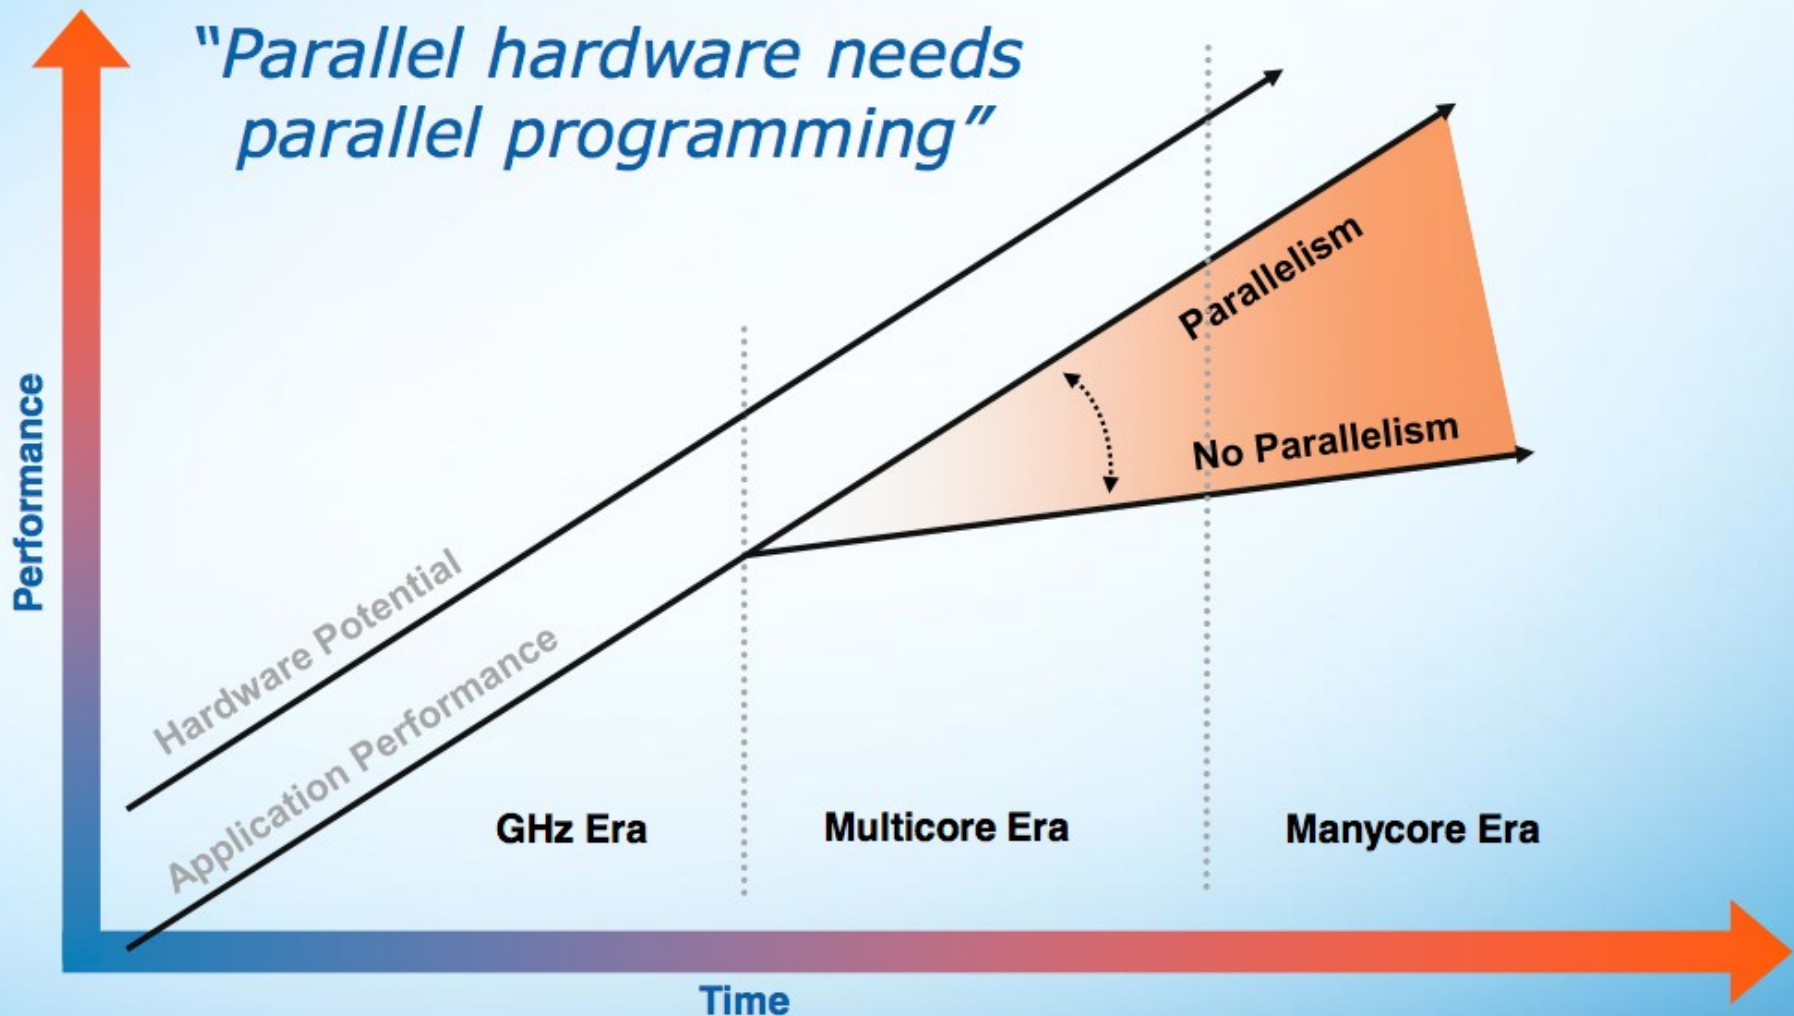 “Parallel hardware needs
parallel programming”
Performance
Hardware Potential
Application Performance
Parallelism
No Parallelism
GHz Era
Multicore Era
Manycore Era
Time